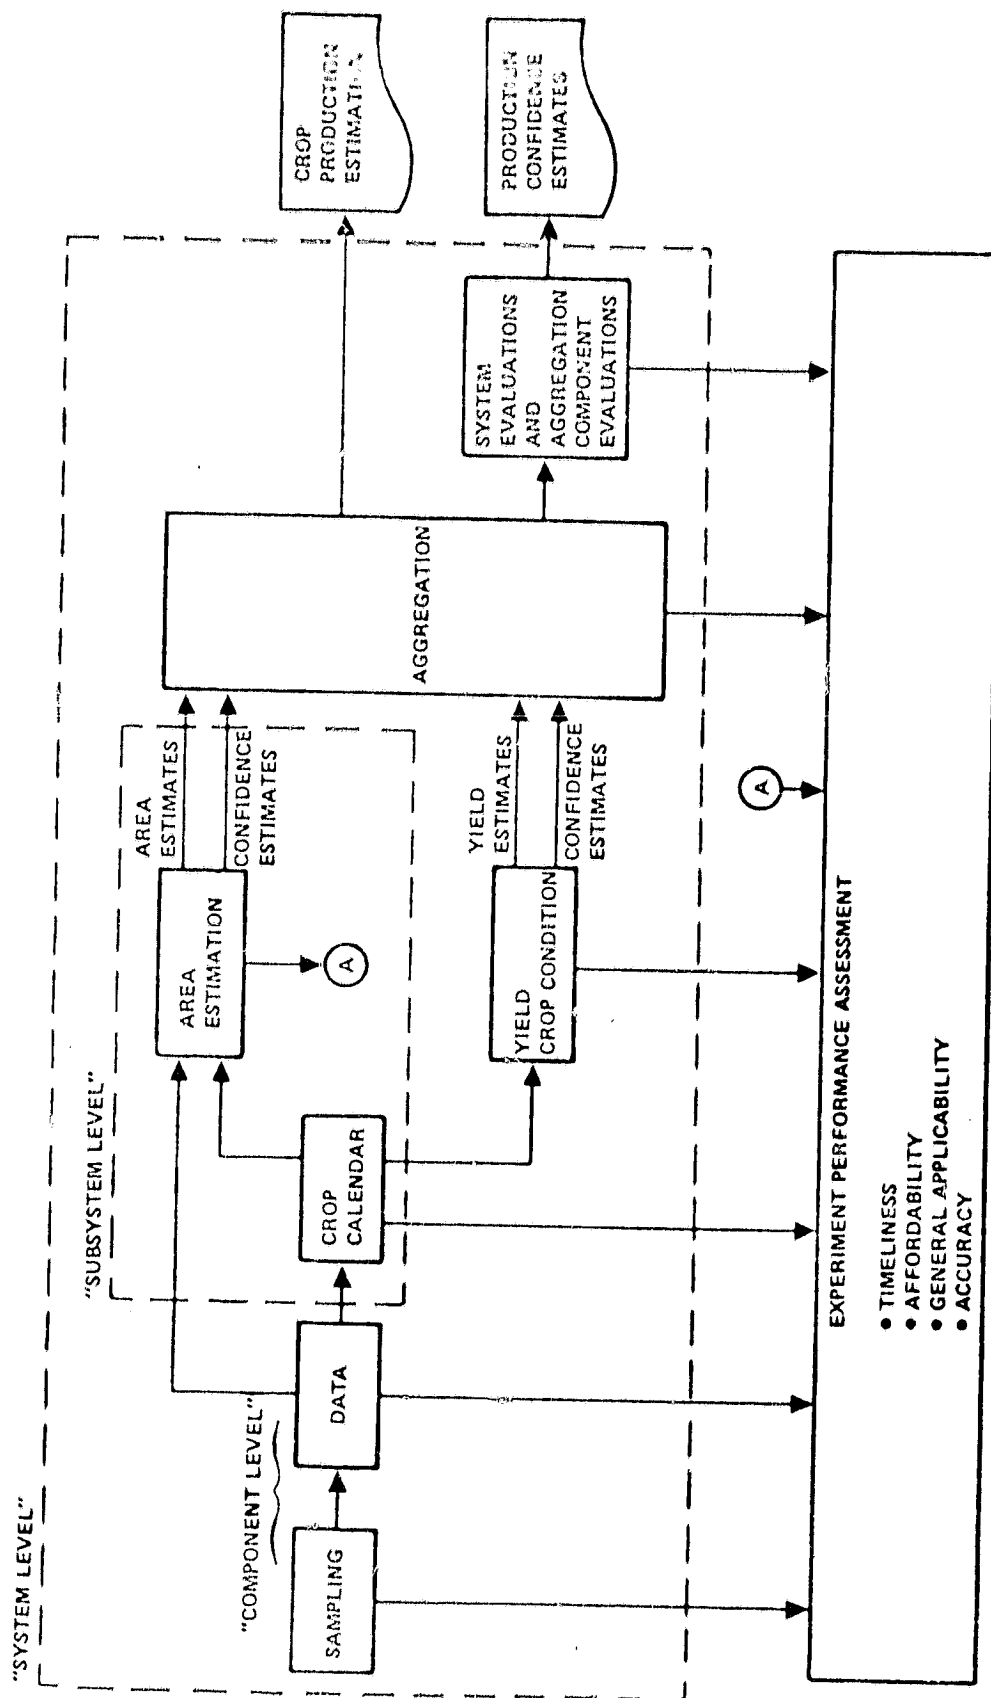 "SYSTEM LEVEL"
"SUBSYSTEM LEVEL"
"COMPONENT LEVEL"
SAMPLING
DATA
CROP
CALENDAR
AREA
ESTIMATION
A
AREA
ESTIMATES
CONFIDENCE
ESTIMATES
YIELD
CROP CONDITION
YIELD
ESTIMATES
CONFIDENCE
ESTIMATES
AGGREGATION
SYSTEM
EVALUATIONS
AND
AGGREGATION
COMPONENT
EVALUATIONS
CROP
PRODUCTION
ESTIMATION
PRODUCTION
CONFIDENCE
ESTIMATES
A
EXPERIMENT PERFORMANCE ASSESSMENT
• TIMELINESS
• AFFORDABILITY
• GENERAL APPLICABILITY
• ACCURACY